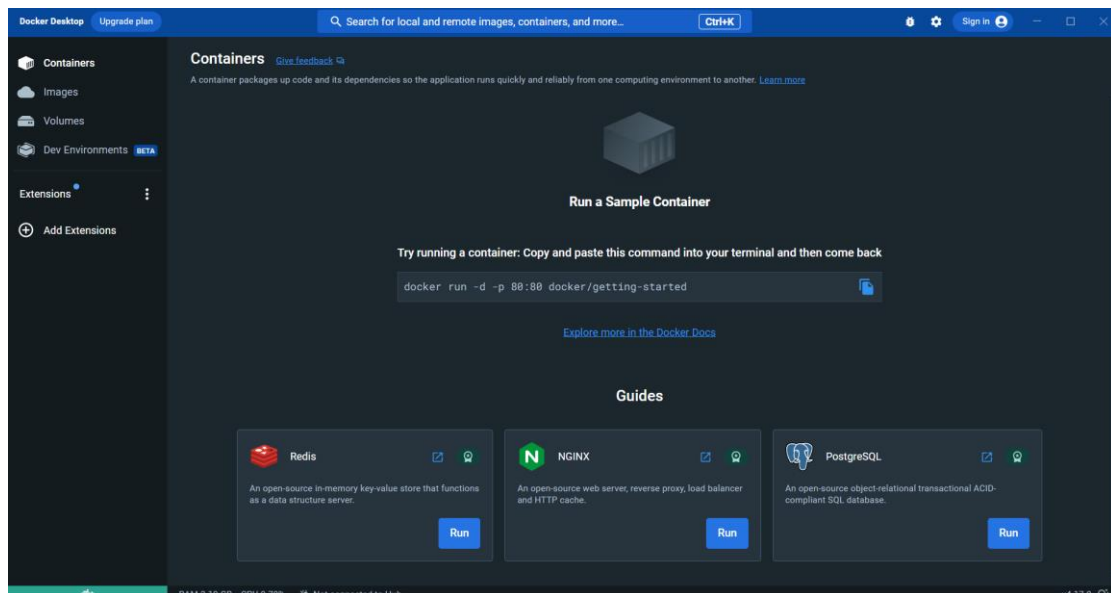 Docker Desktop Upgrade plan Search for local and remote images, containers, and more... Ctrl+K Sign in
Containers
Images
Volumes
Dev Environments BETA
Extensions
Add Extensions
Containers Give feedback
A container packages up code and its dependencies so the application runs quickly and reliably from one computing environment to another. Learn more
Run a Sample Container
Try running a container: Copy and paste this command into your terminal and then come back
docker run -d -p 80:80 docker/getting-started
Explore more in the Docker Docs
Guides
Redis
An open-source in-memory key-value store that functions
as a data structure server.
Run
NGINX
An open-source web server, reverse proxy, load balancer
and HTTP cache.
Run
PostgreSQL
An open-source object-relational transactional ACID-
compliant SQL database.
Run